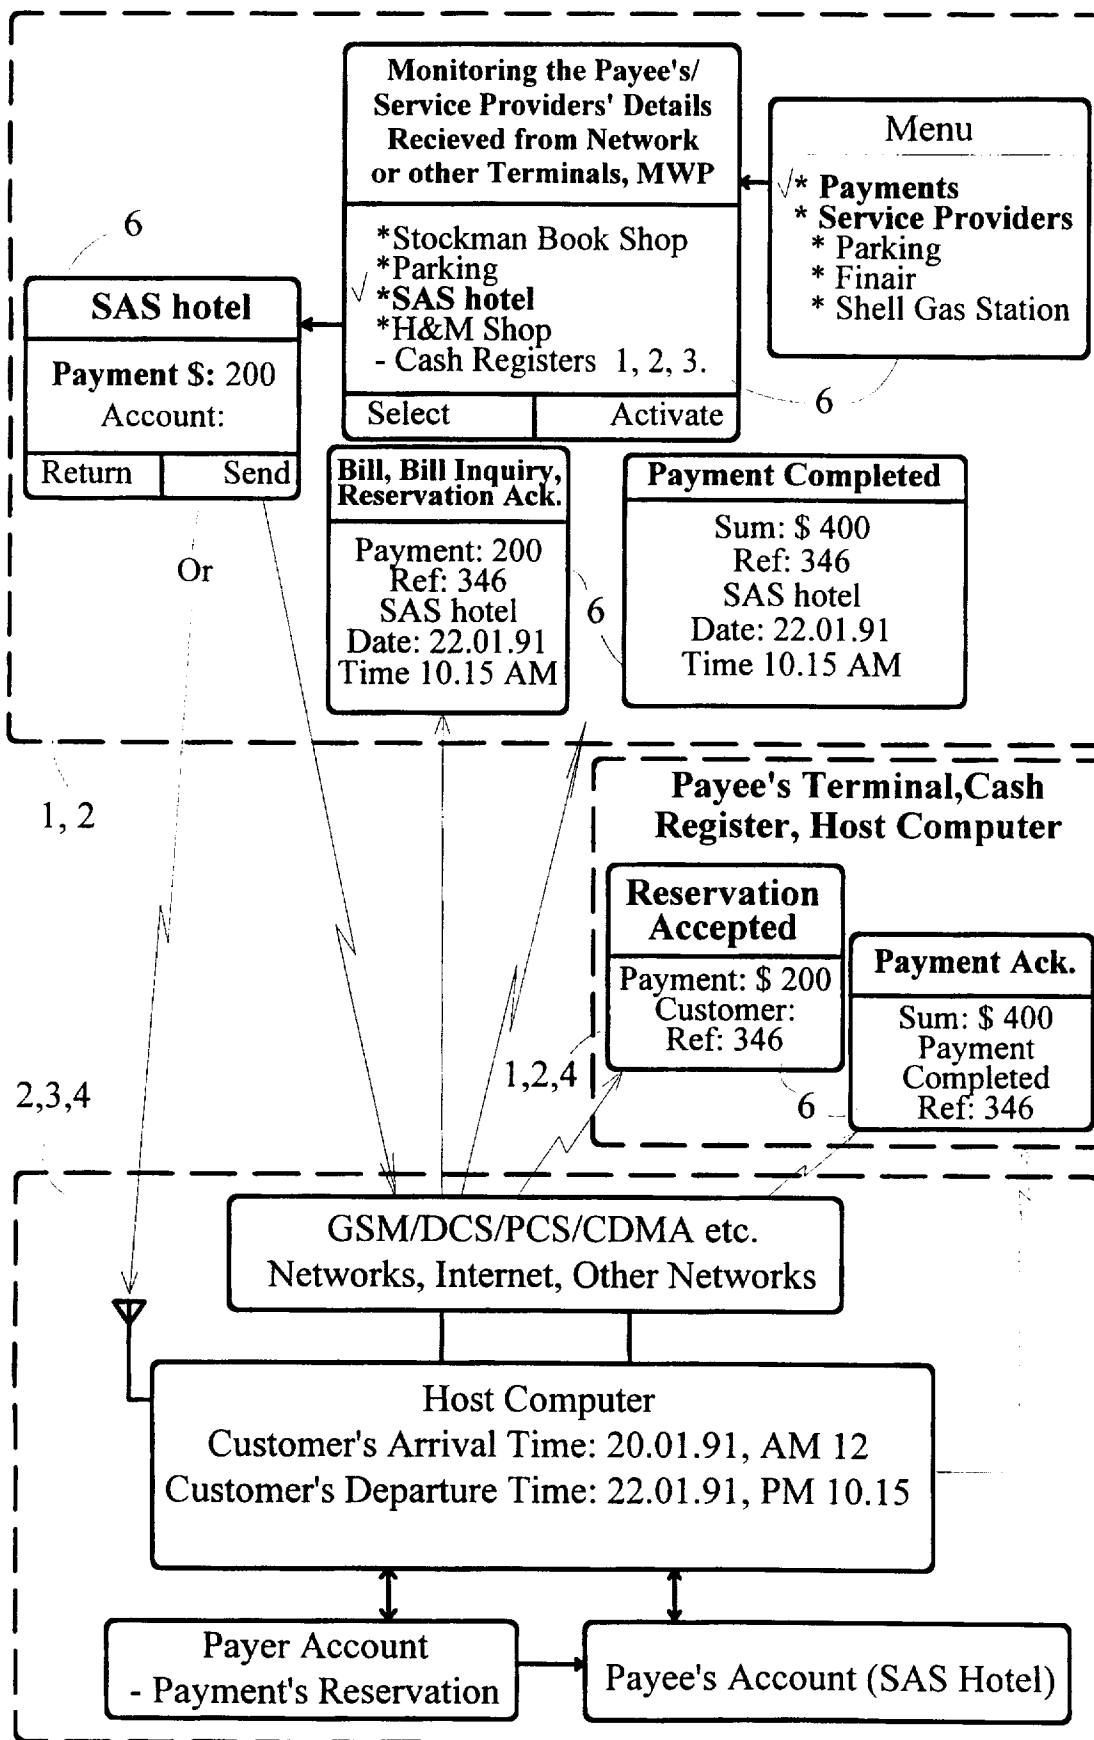 Monitoring the Payee's/
Service Providers' Details
Recieved from Network
or other Terminals, MWP
*Stockman Book Shop
*Parking
*SAS hotel
*H&M Shop
- Cash Registers 1, 2, 3.
Select Activate
Menu
* Payments
* Service Providers
* Parking
* Finair
* Shell Gas Station
6
6
SAS hotel
Payment $: 200
Account:
Return Send
Or
Bill, Bill Inquiry,
Reservation Ack.
Payment: 200
Ref: 346
SAS hotel
Date: 22.01.91
Time 10.15 AM
6
Payment Completed
Sum: $ 400
Ref: 346
SAS hotel
Date: 22.01.91
Time 10.15 AM
1, 2
Payee's Terminal,Cash
Register, Host Computer
Reservation
Accepted
Payment: $ 200
Customer:
Ref: 346
Payment Ack.
Sum: $ 400
Payment
Completed
Ref: 346
1,2,4
6
2,3,4
GSM/DCS/PCS/CDMA etc.
Networks, Internet, Other Networks
Host Computer
Customer's Arrival Time: 20.01.91, AM 12
Customer's Departure Time: 22.01.91, PM 10.15
Payer Account
- Payment's Reservation
Payee's Account (SAS Hotel)